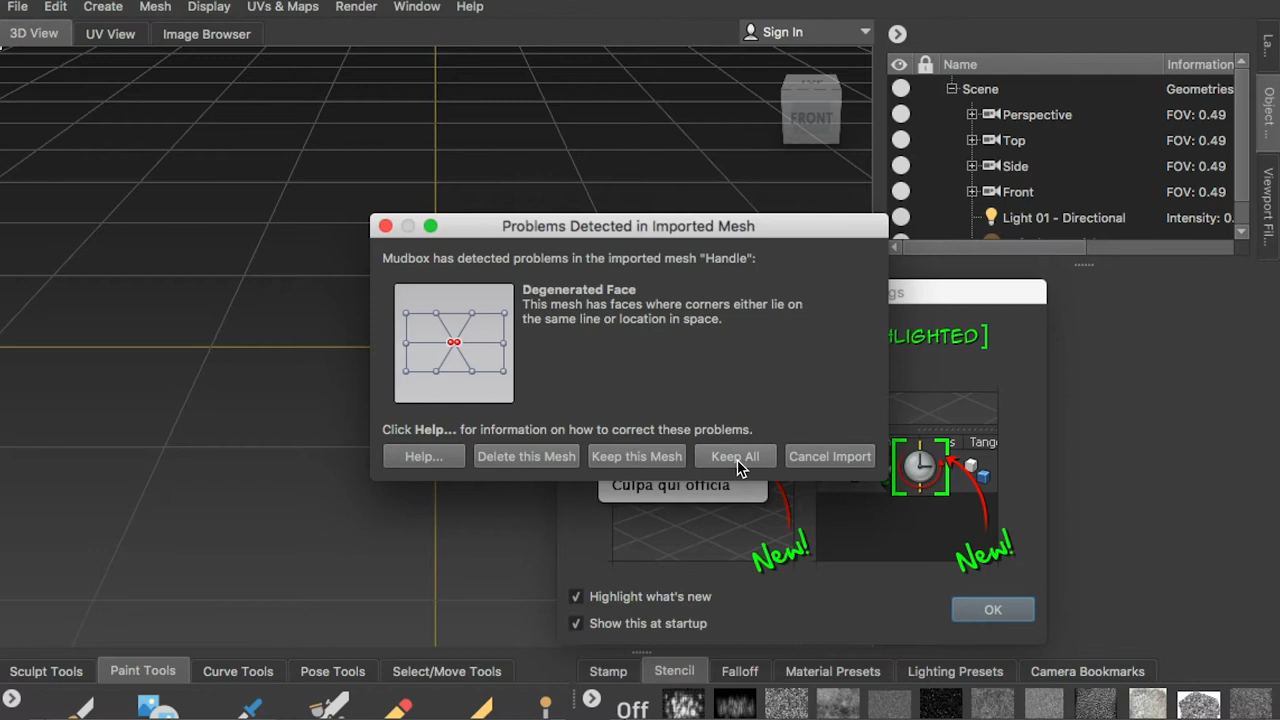 File Edit Create Mesh Display UVs & Maps Render Window Help
3D View UV View Image Browser Sign In
Name Information
Scene Geometries
Perspective FOV: 0.49
Top FOV: 0.49
Side FOV: 0.49
Front FOV: 0.49
Light 01 - Directional Intensity: 0.
La...
Object ...
Viewport Fil...
FRONT
Problems Detected in Imported Mesh
Mudbox has detected problems in the imported mesh "Handle":
Degenerated Face
This mesh has faces where corners either lie on
the same line or location in space.
Click Help... for information on how to correct these problems.
Help... Delete this Mesh Keep this Mesh Keep All Cancel Import
gs
HLIGHTED]
s Tange
Culpa qui officia
New! New!
Highlight what's new
Show this at startup
OK
Sculpt Tools Paint Tools Curve Tools Pose Tools Select/Move Tools
Stamp Stencil Falloff Material Presets Lighting Presets Camera Bookmarks
Off